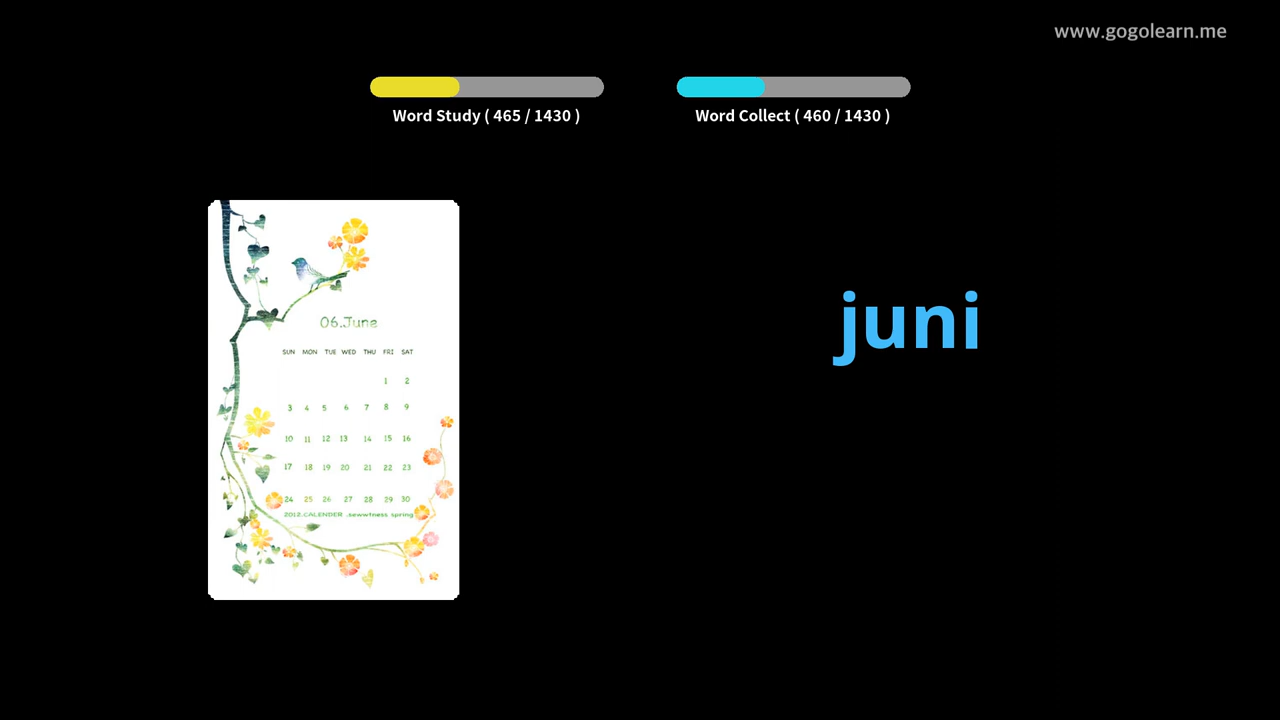 www.gogolearn.me
Word Study ( 465 / 1430 )
Word Collect ( 460 / 1430 )
juni
06.June
SUN MON TUE WED THU FRI SAT
1 2
3 4 5 6 7 8 9
10 11 12 13 14 15 16
17 18 19 20 21 22 23
24 25 26 27 28 29 30
2012.CALENDER .sewwtness spring